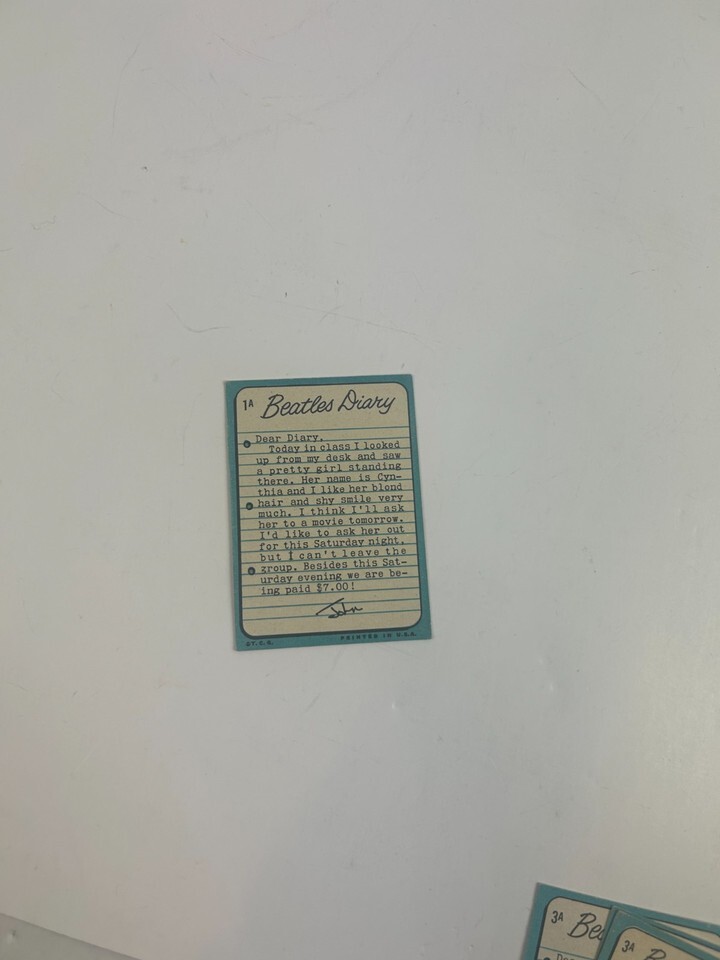 1A Beatles Diary
Dear Diary,
Today in class I looked
up from my desk and saw
a pretty girl standing
there. Her name is Cyn-
thia and I like her blond
hair and shy smile very
much. I think I'll ask
her to a movie tomorrow.
I'd like to ask her out
for this Saturday night,
but I can't leave the
group. Besides this Sat-
urday evening we are be-
ing paid $7.00!
John
©T.C.G. PRINTED IN U.S.A.
3A Be
Dea
3A B